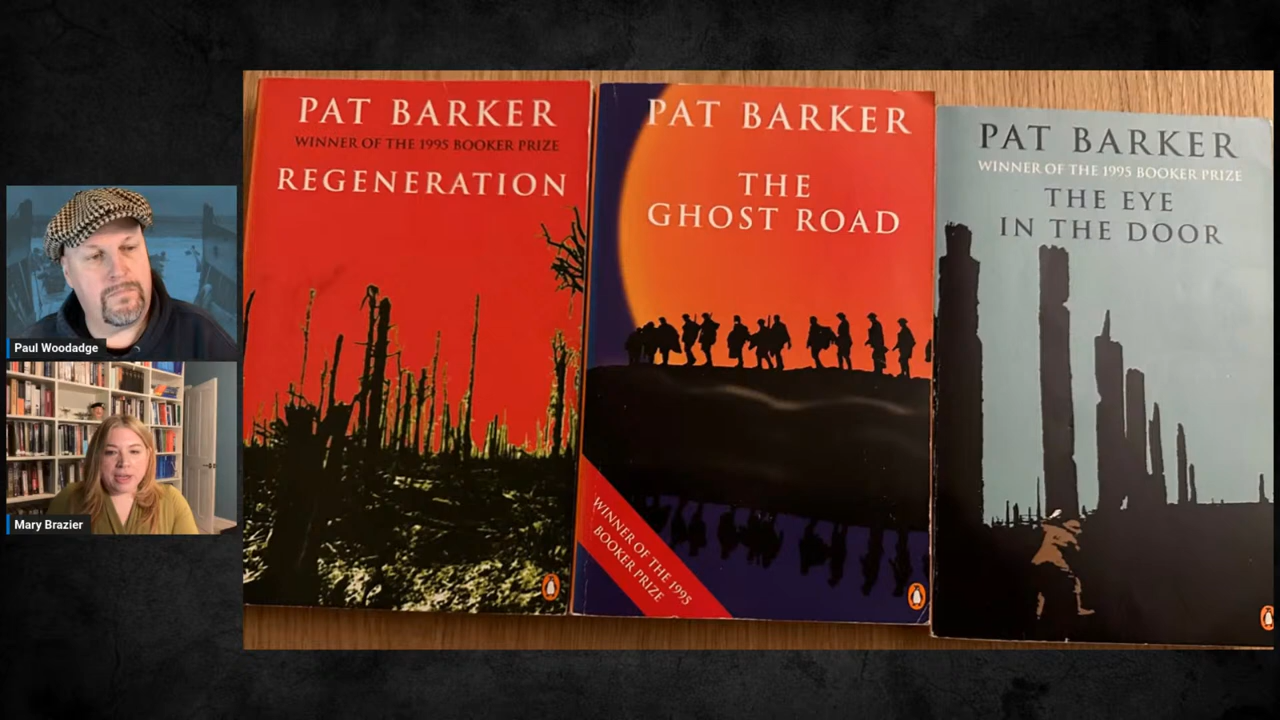 Paul Woodadge
Mary Brazier
PAT BARKER
WINNER OF THE 1995 BOOKER PRIZE
REGENERATION
PAT BARKER
THE
GHOST ROAD
WINNER OF THE 1995
BOOKER PRIZE
PAT BARKER
WINNER OF THE 1995 BOOKER PRIZE
THE EYE
IN THE DOOR